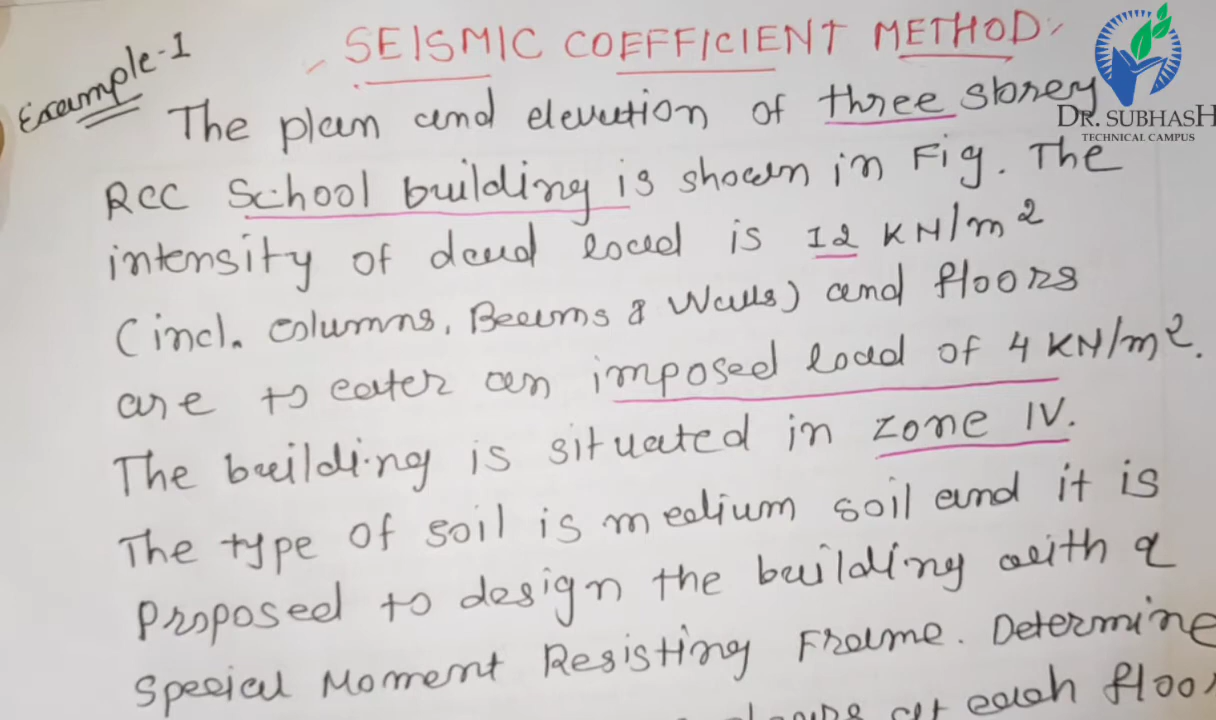 Example-1
SEISMIC COEFFICIENT METHOD
DR. SUBHASH
TECHNICAL CAMPUS
The plan and elevation of three storey
RCC School building is shown in Fig. The
intensity of dead load is 12 KN/m²
(incl. columns, Beams & Walls) and floors
are to cater an imposed load of 4 KN/m².
The building is situated in zone IV.
The type of soil is medium soil and it is
Proposed to design the building with a
Special Moment Resisting Frame. Determine
at each floor